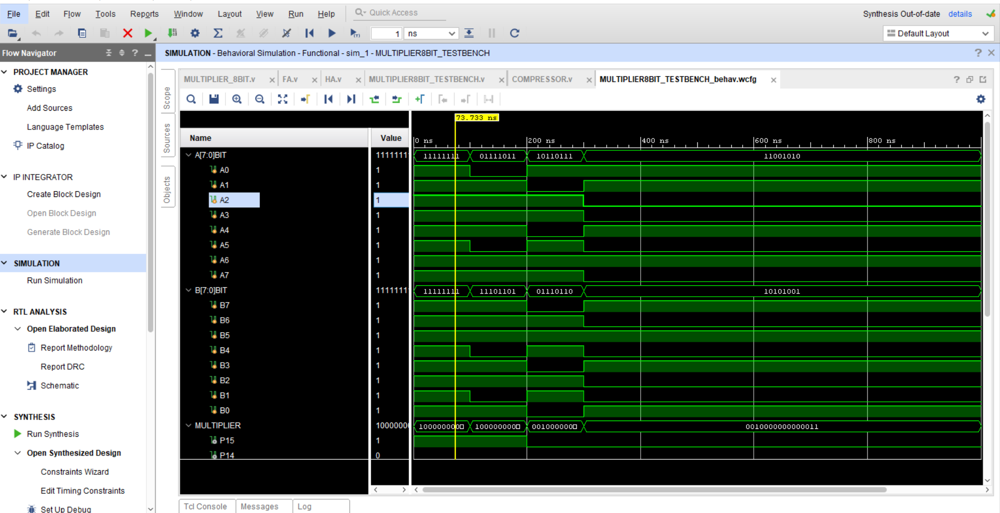 File Edit Flow Tools Reports Window Layout View Run Help Quick Access Synthesis Out-of-date details
1 ns Default Layout
Flow Navigator
SIMULATION - Behavioral Simulation - Functional - sim_1 - MULTIPLIER8BIT_TESTBENCH
PROJECT MANAGER
Settings
Add Sources
Language Templates
IP Catalog
IP INTEGRATOR
Create Block Design
Open Block Design
Generate Block Design
SIMULATION
Run Simulation
RTL ANALYSIS
Open Elaborated Design
Report Methodology
Report DRC
Schematic
SYNTHESIS
Run Synthesis
Open Synthesized Design
Constraints Wizard
Edit Timing Constraints
Set Up Debug
Scope
Sources
Objects
MULTIPLIER_8BIT.v FA.v HA.v MULTIPLIER8BIT_TESTBENCH.v COMPRESSOR.v MULTIPLIER8BIT_TESTBENCH_behav.wcfg
73.733 ns
Name Value 0 ns 200 ns 400 ns 600 ns 800 ns
A[7:0]BIT 1111111 11111111 01111011 10110111 11001010
A0 1
A1 1
A2 1
A3 1
A4 1
A5 1
A6 1
A7 1
B[7:0]BIT 1111111 11111111 11101101 01110110 10101001
B7 1
B6 1
B5 1
B4 1
B3 1
B2 1
B1 1
B0 1
MULTIPLIER 1000000 100000000 100000000 001000000 0010000000000011
P15 1
P14 0
Tcl Console Messages Log